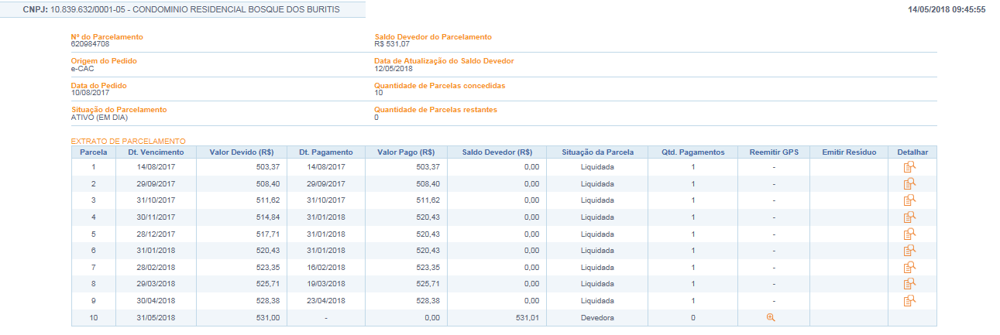 CNPJ: 10.839.632/0001-05 - CONDOMINIO RESIDENCIAL BOSQUE DOS BURITIS 14/05/2018 09:45:55
Nº do Parcelamento Saldo Devedor do Parcelamento
620984708 R$ 531,07
Origem do Pedido Data de Atualização do Saldo Devedor
e-CAC 12/05/2018
Data do Pedido Quantidade de Parcelas concedidas
10/08/2017 10
Situação do Parcelamento Quantidade de Parcelas restantes
ATIVO (EM DIA) 0
EXTRATO DE PARCELAMENTO
Parcela Dt. Vencimento Valor Devido (R$) Dt. Pagamento Valor Pago (R$) Saldo Devedor (R$) Situação da Parcela Qtd. Pagamentos Reemitir GPS Emitir Resíduo Detalhar
1 14/08/2017 503,37 14/08/2017 503,37 0,00 Liquidada 1 -
2 29/09/2017 508,40 29/09/2017 508,40 0,00 Liquidada 1 -
3 31/10/2017 511,62 31/10/2017 511,62 0,00 Liquidada 1 -
4 30/11/2017 514,84 31/01/2018 520,43 0,00 Liquidada 1 -
5 28/12/2017 517,71 31/01/2018 520,43 0,00 Liquidada 1 -
6 31/01/2018 520,43 31/01/2018 520,43 0,00 Liquidada 1 -
7 28/02/2018 523,35 16/02/2018 523,35 0,00 Liquidada 1 -
8 29/03/2018 525,71 19/03/2018 525,71 0,00 Liquidada 1 -
9 30/04/2018 528,38 23/04/2018 528,38 0,00 Liquidada 1 -
10 31/05/2018 531,00 - 0,00 531,01 Devedora 0